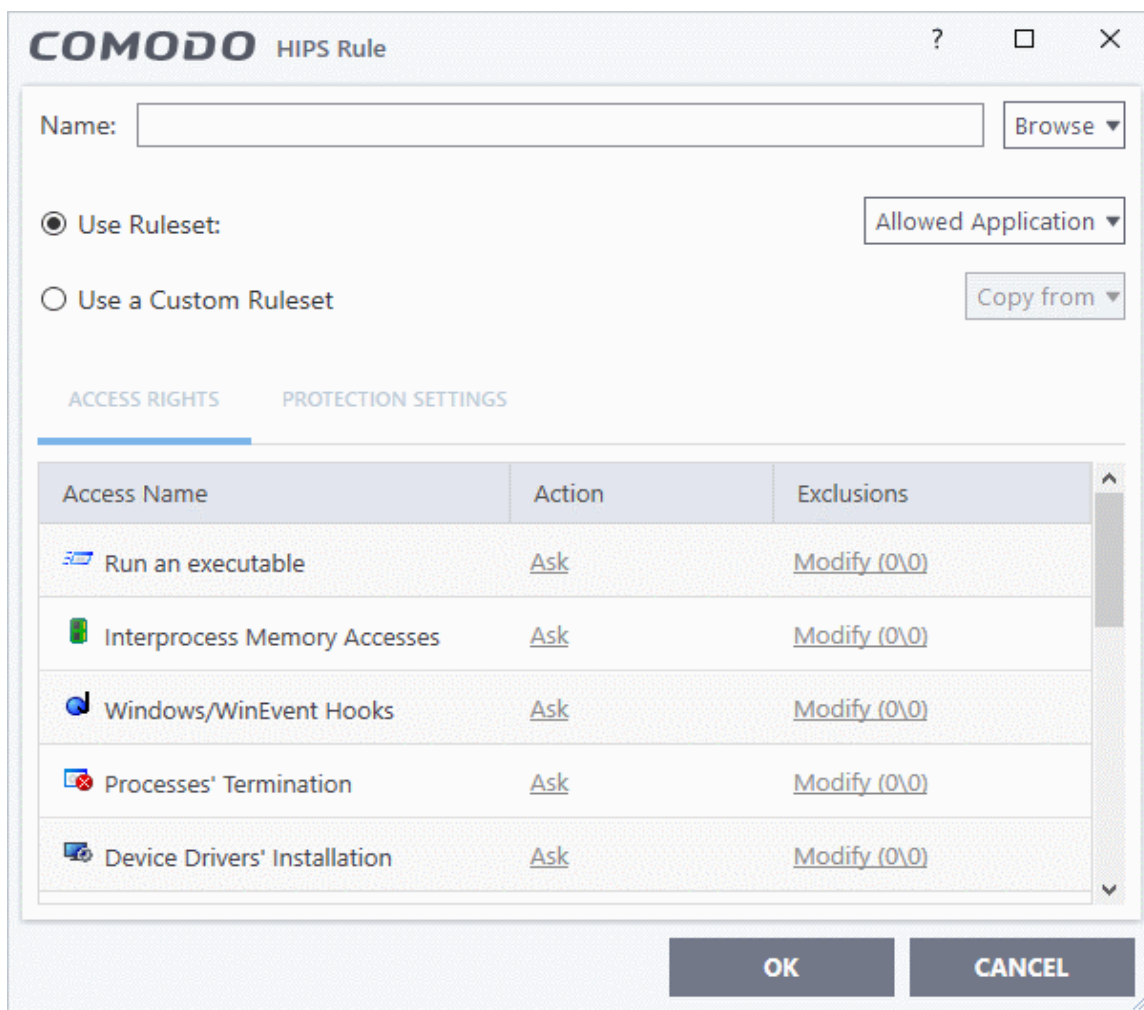 COMODO HIPS Rule ?
Name: Browse
Use Ruleset: Allowed Application
Use a Custom Ruleset Copy from
ACCESS RIGHTS PROTECTION SETTINGS
Access Name Action Exclusions
Run an executable Ask Modify (0\0)
Interprocess Memory Accesses Ask Modify (0\0)
Windows/WinEvent Hooks Ask Modify (0\0)
Processes' Termination Ask Modify (0\0)
Device Drivers' Installation Ask Modify (0\0)
OK CANCEL